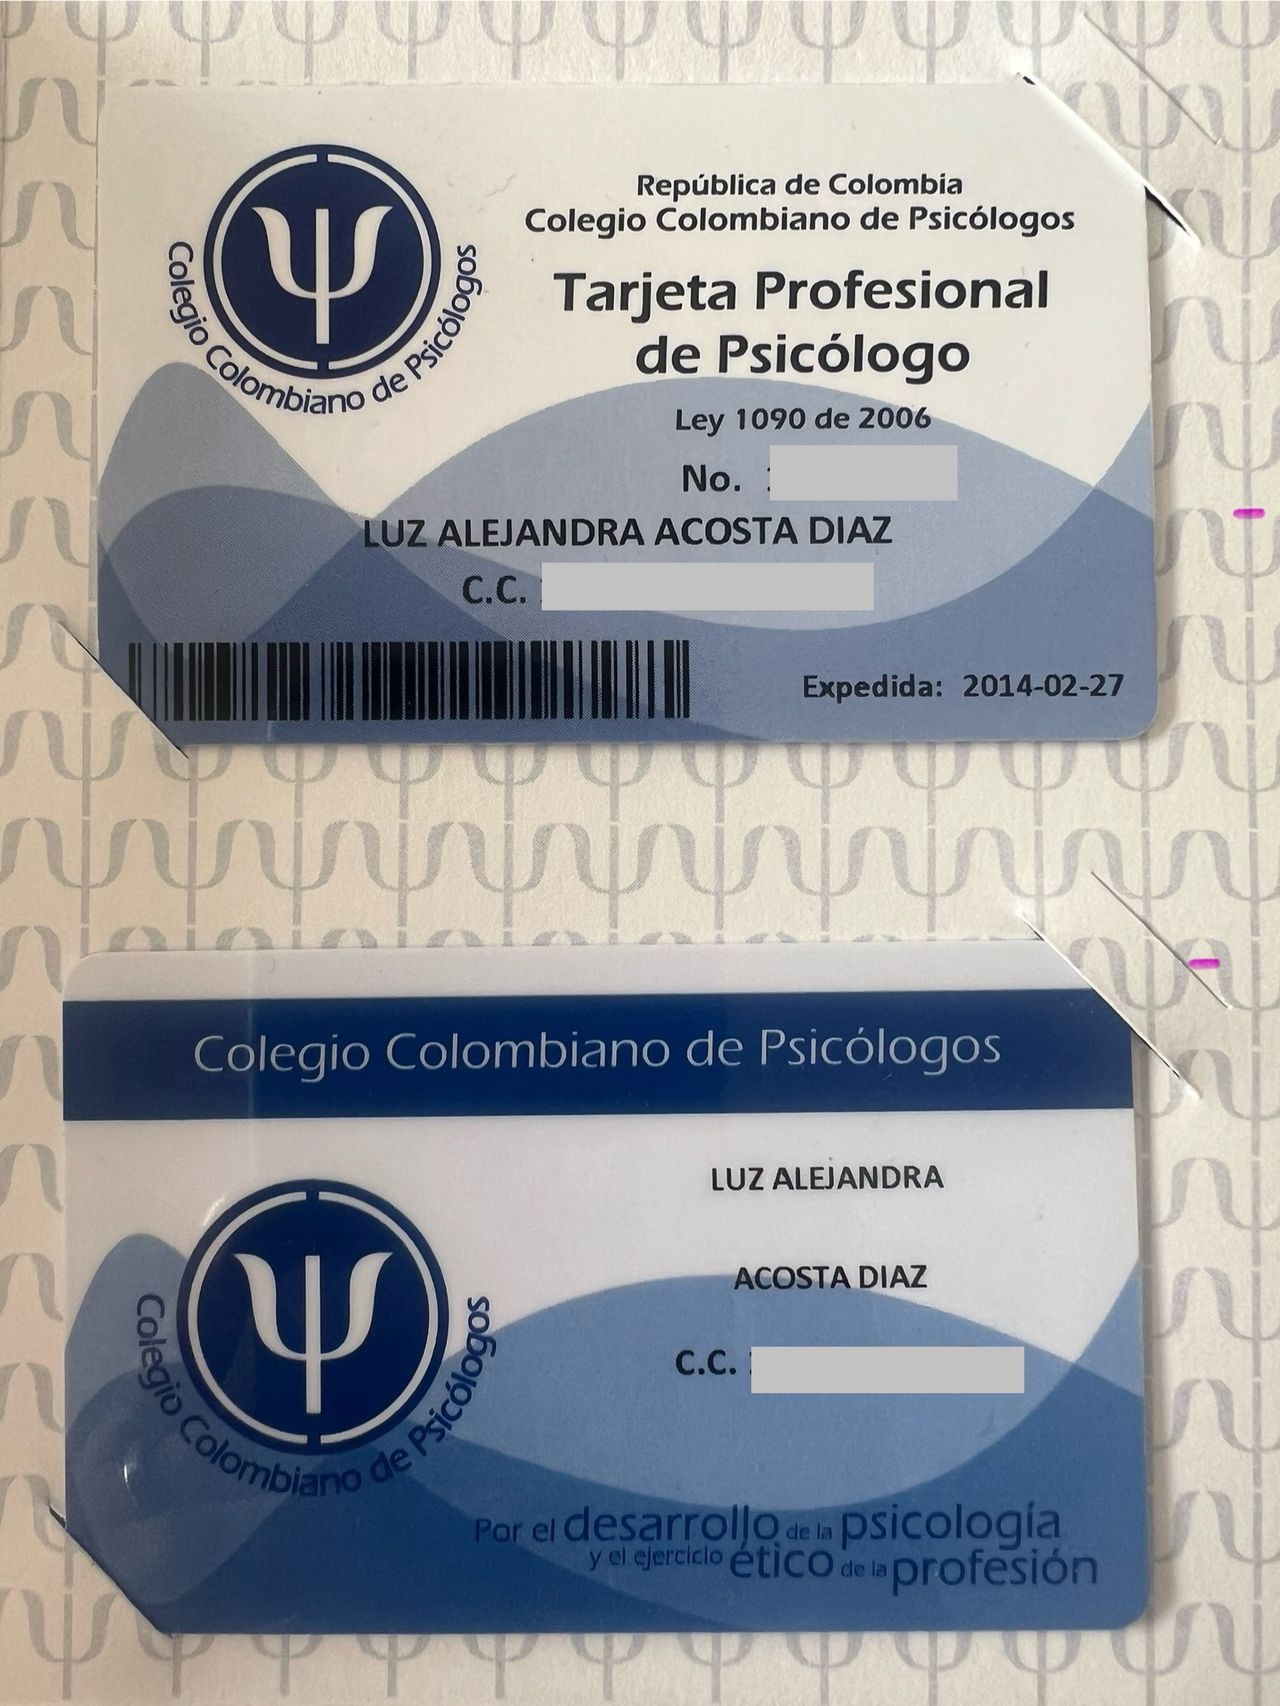 República de Colombia
Colegio Colombiano de Psicólogos
Tarjeta Profesional
de Psicólogo
Colegio Colombiano de Psicólogos
Ley 1090 de 2006
No.
LUZ ALEJANDRA ACOSTA DIAZ
C.C.
Expedida: 2014-02-27
Colegio Colombiano de Psicólogos
LUZ ALEJANDRA
ACOSTA DIAZ
C.C.
Colegio Colombiano de Psicólogos
Por el desarrollo de la psicología
y el ejercicio ético de la profesión